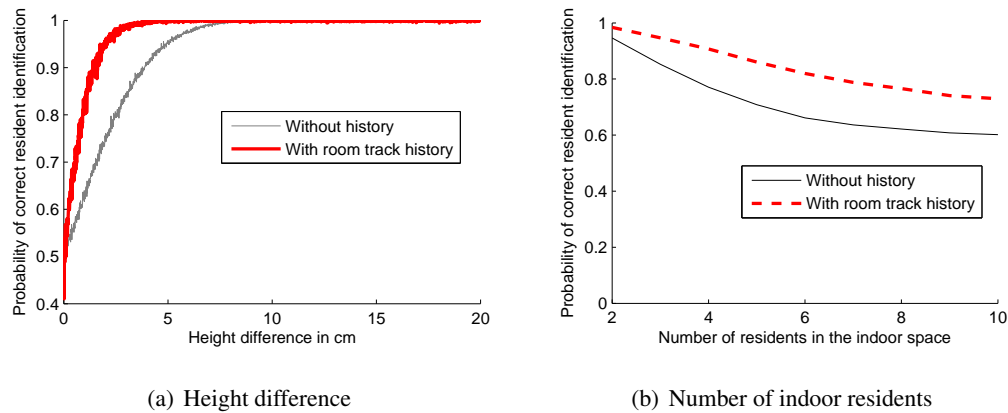 Probability of correct resident identification
1
0.9
0.8
0.7
0.6
0.5
0.4
0 5 10 15 20
Height difference in cm
Without history
With room track history
(a) Height difference
Probability of correct resident identification
1
0.8
0.6
0.4
0.2
0
2 4 6 8 10
Number of residents in the indoor space
Without history
With room track history
(b) Number of indoor residents